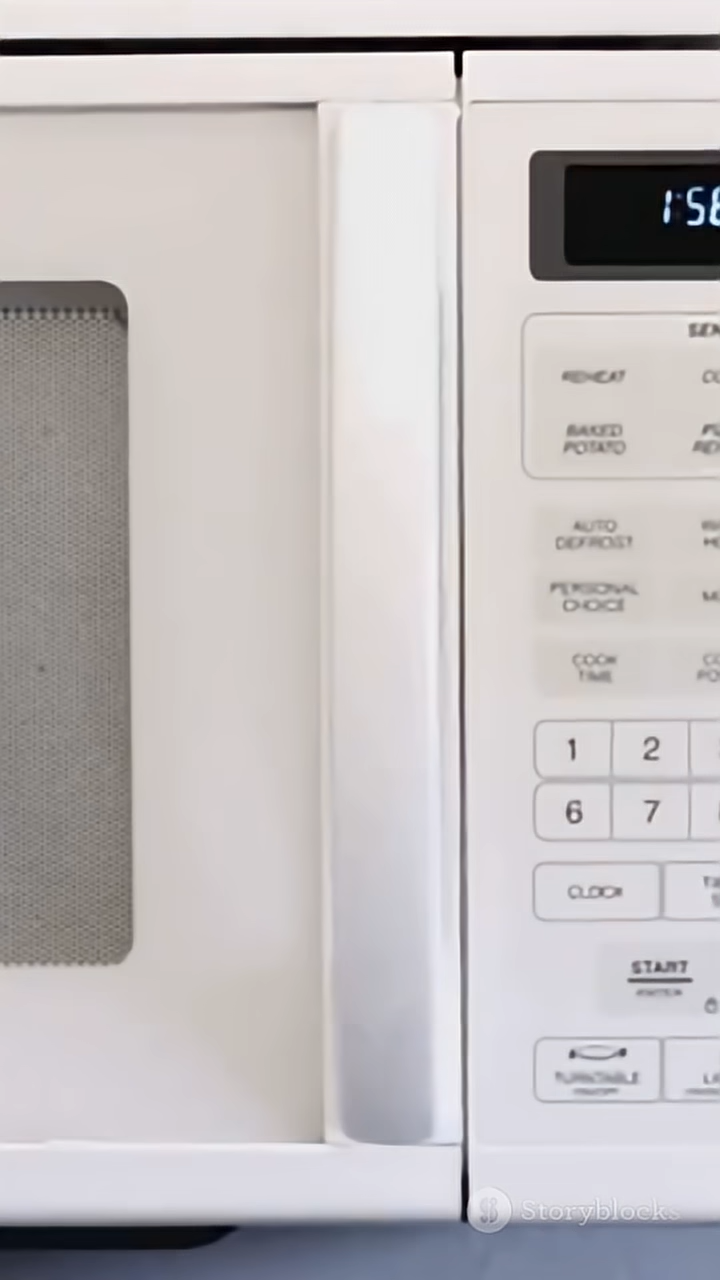 1:58
REHEAT
BAKED
POTATO
AUTO
DEFROST
PERSONAL
CHOICE
COOK
TIME
1 2
6 7
CLOCK
START
TURNTABLE
Storyblocks